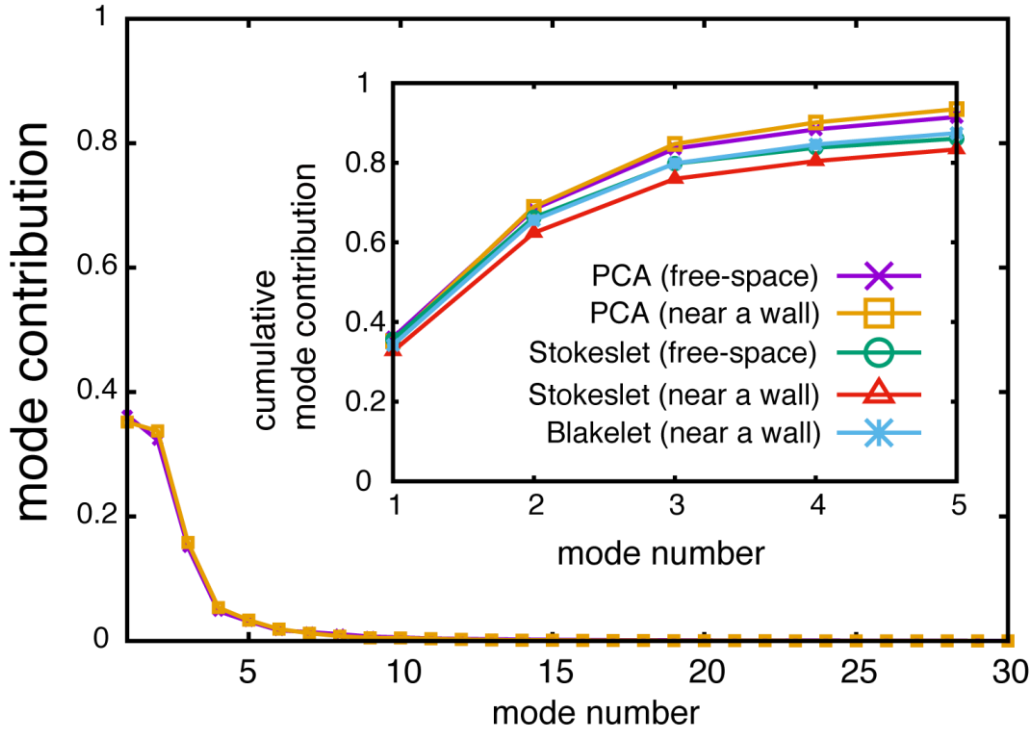 1
0.8
0.6
0.4
0.2
0
mode contribution
5
10
15
20
25
30
mode number
1
0.8
0.6
0.4
0.2
0
cumulative
mode contribution
PCA (free-space)
PCA (near a wall)
Stokeslet (free-space)
Stokeslet (near a wall)
Blakelet (near a wall)
1
2
3
4
5
mode number